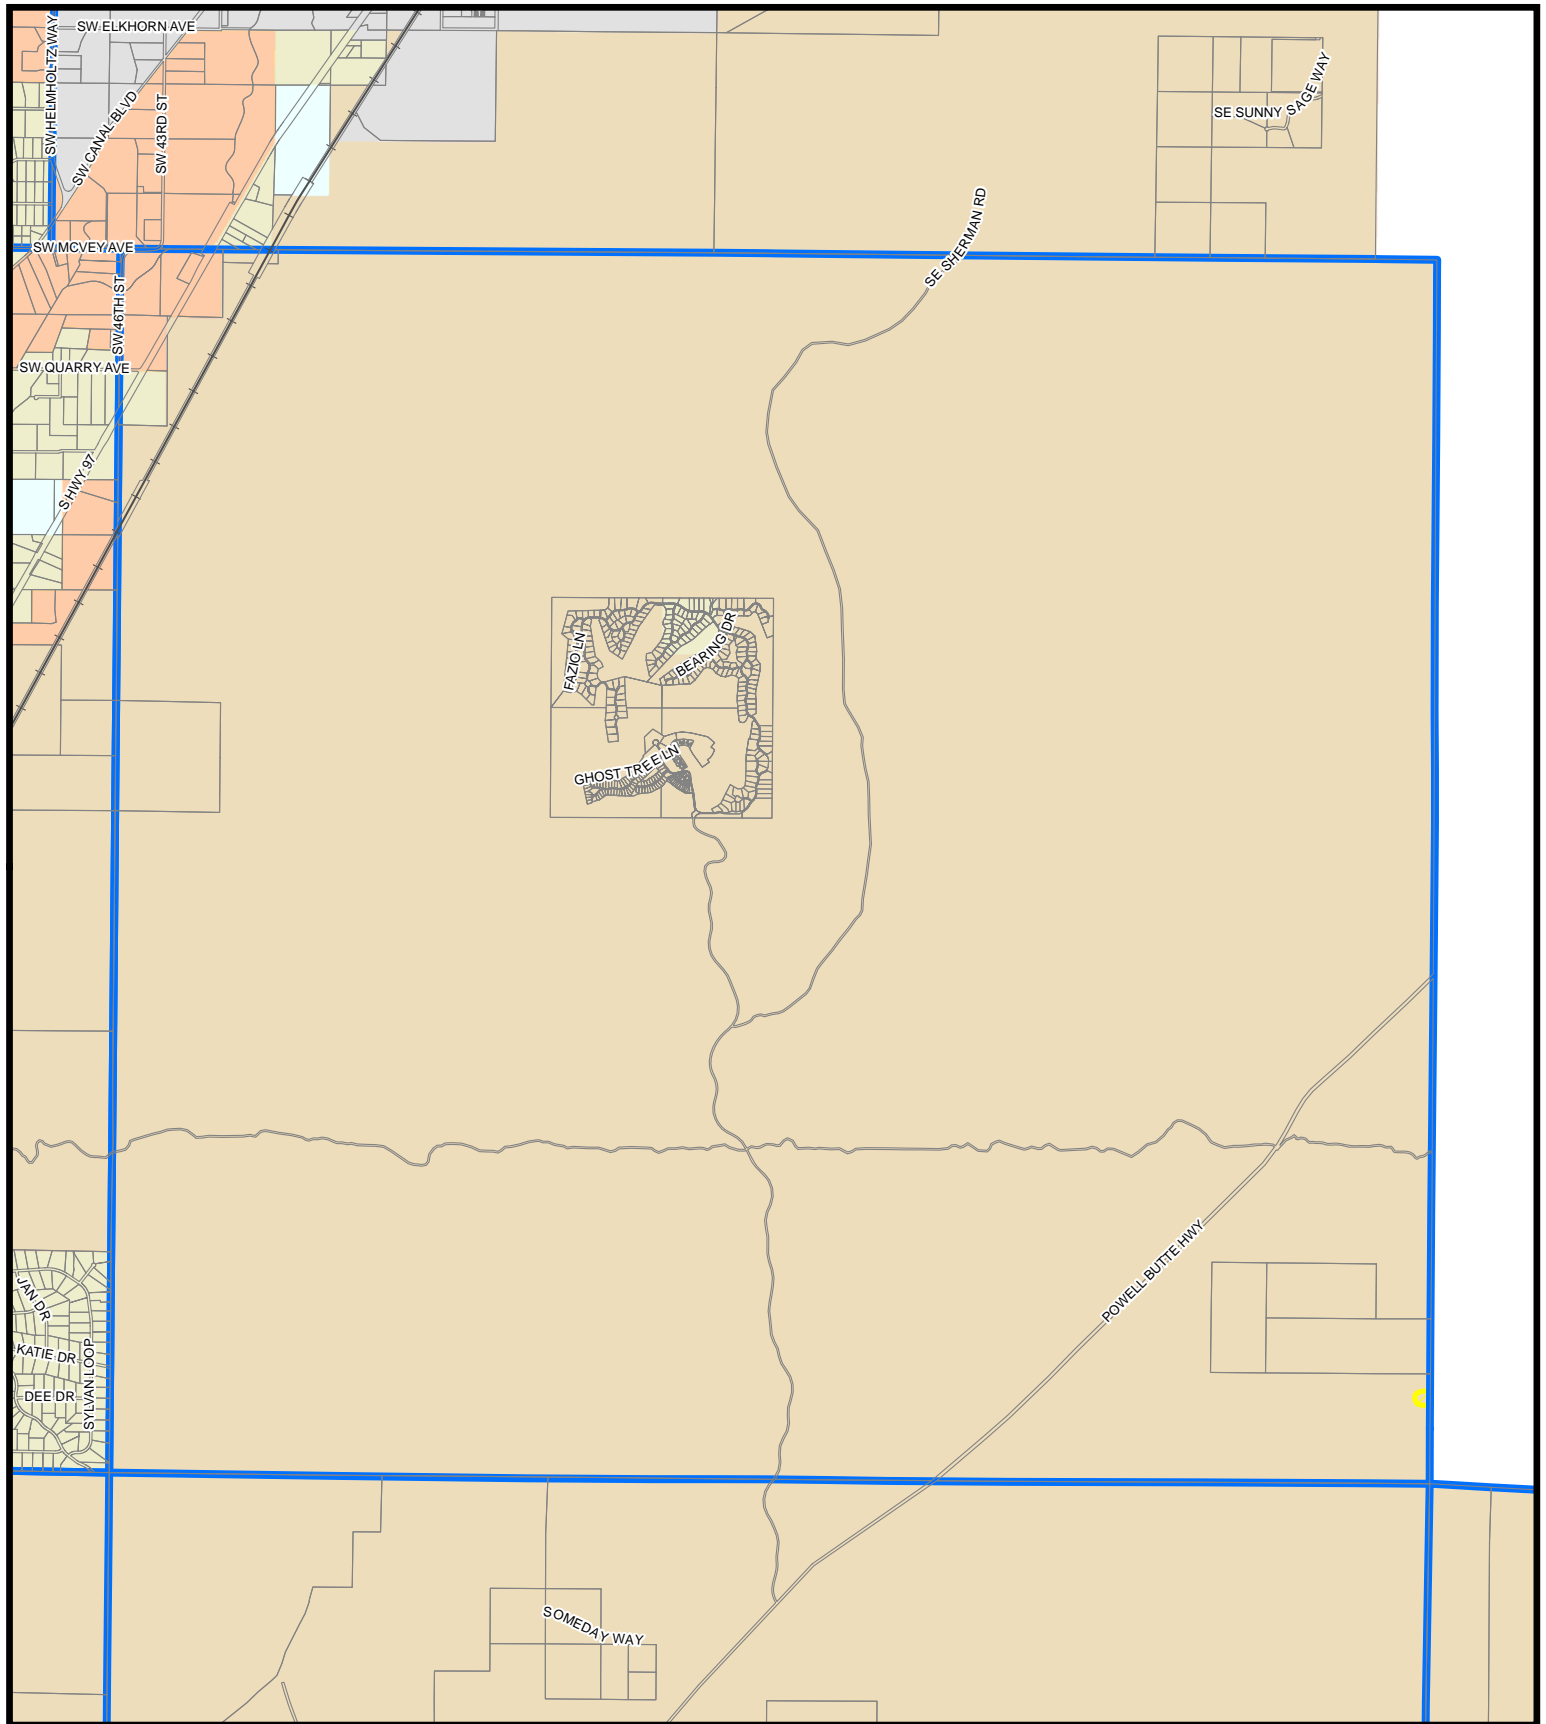 SW ELKHORN AVE
SW HELMHOLTZ WAY
SW CANAL BLVD
SW 43RD ST
SE SUNNY SAGE WAY
SE SHERMAN RD
SW MCVEY AVE
SW 46TH ST
SW QUARRY AVE
S HWY 97
FAZIO LN
BEARING DR
GHOST TREE LN
POWELL BUTTE HWY
JAN DR
KATIE DR
SYLVAN LOOP
DEE DR
SOMEDAY WAY